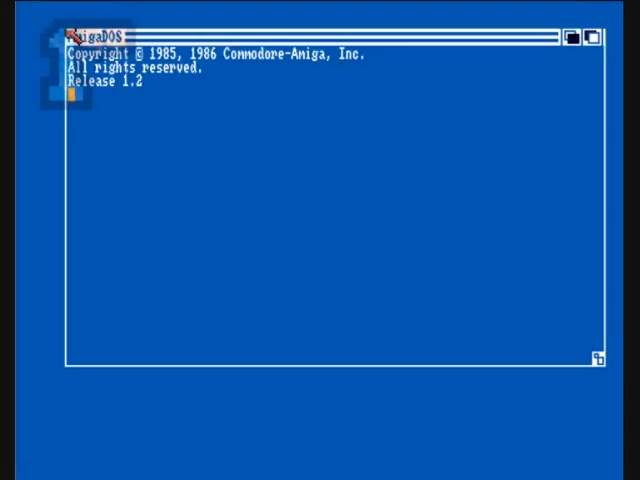 AmigaDOS
Copyright © 1985, 1986 Commodore-Amiga, Inc.
All rights reserved.
Release 1.2